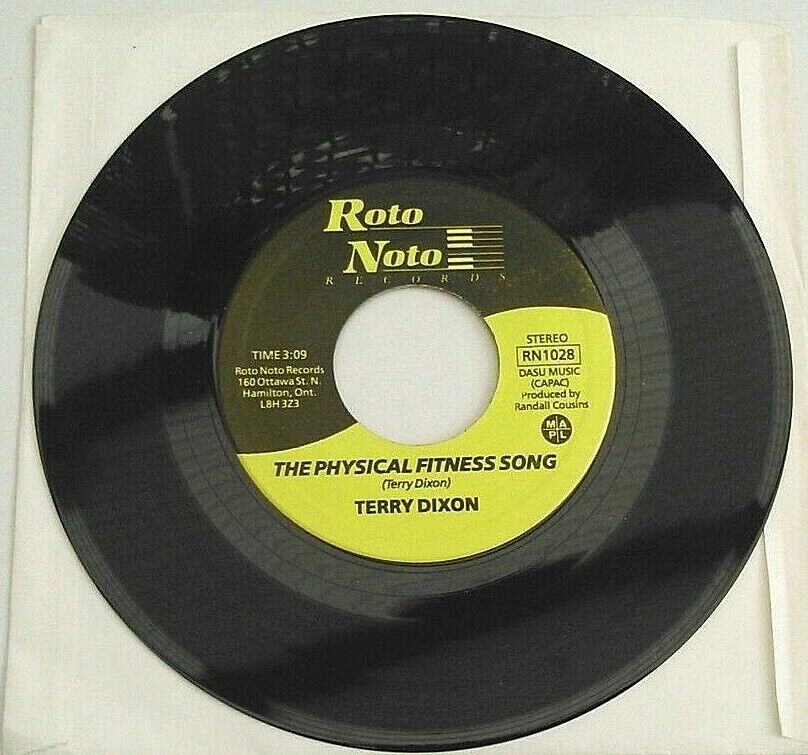 Roto
Noto
RECORDS
TIME 3:09
Roto Noto Records
160 Ottawa St. N.
Hamilton, Ont.
L8H 3Z3
STEREO
RN1028
DASU MUSIC
(CAPAC)
Produced by
Randall Cousins
M A
P L
THE PHYSICAL FITNESS SONG
(Terry Dixon)
TERRY DIXON